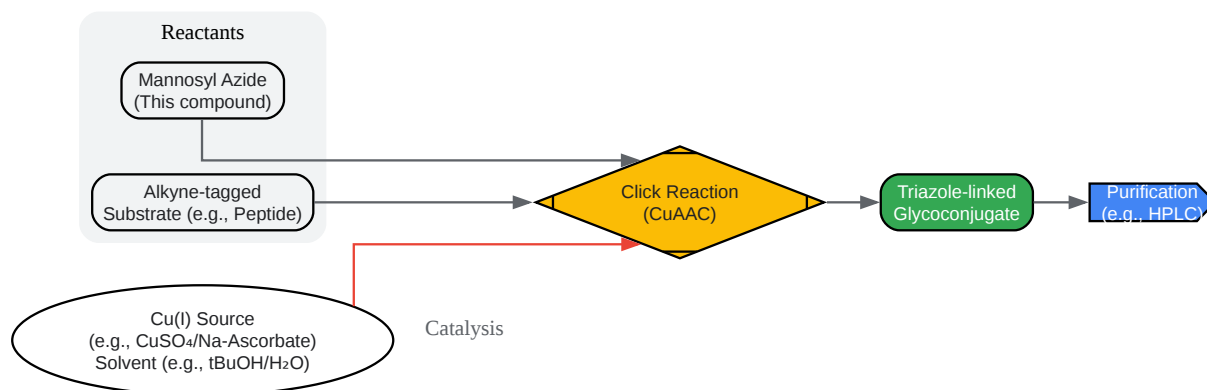 Reactants
Mannosyl Azide
(This compound)
Alkyne-tagged
Substrate (e.g., Peptide)
Click Reaction
(CuAAC)
Triazole-linked
Glycoconjugate
Purification
(e.g., HPLC)
Cu(I) Source
(e.g., CuSO₄/Na-Ascorbate)
Solvent (e.g., tBuOH/H₂O)
Catalysis